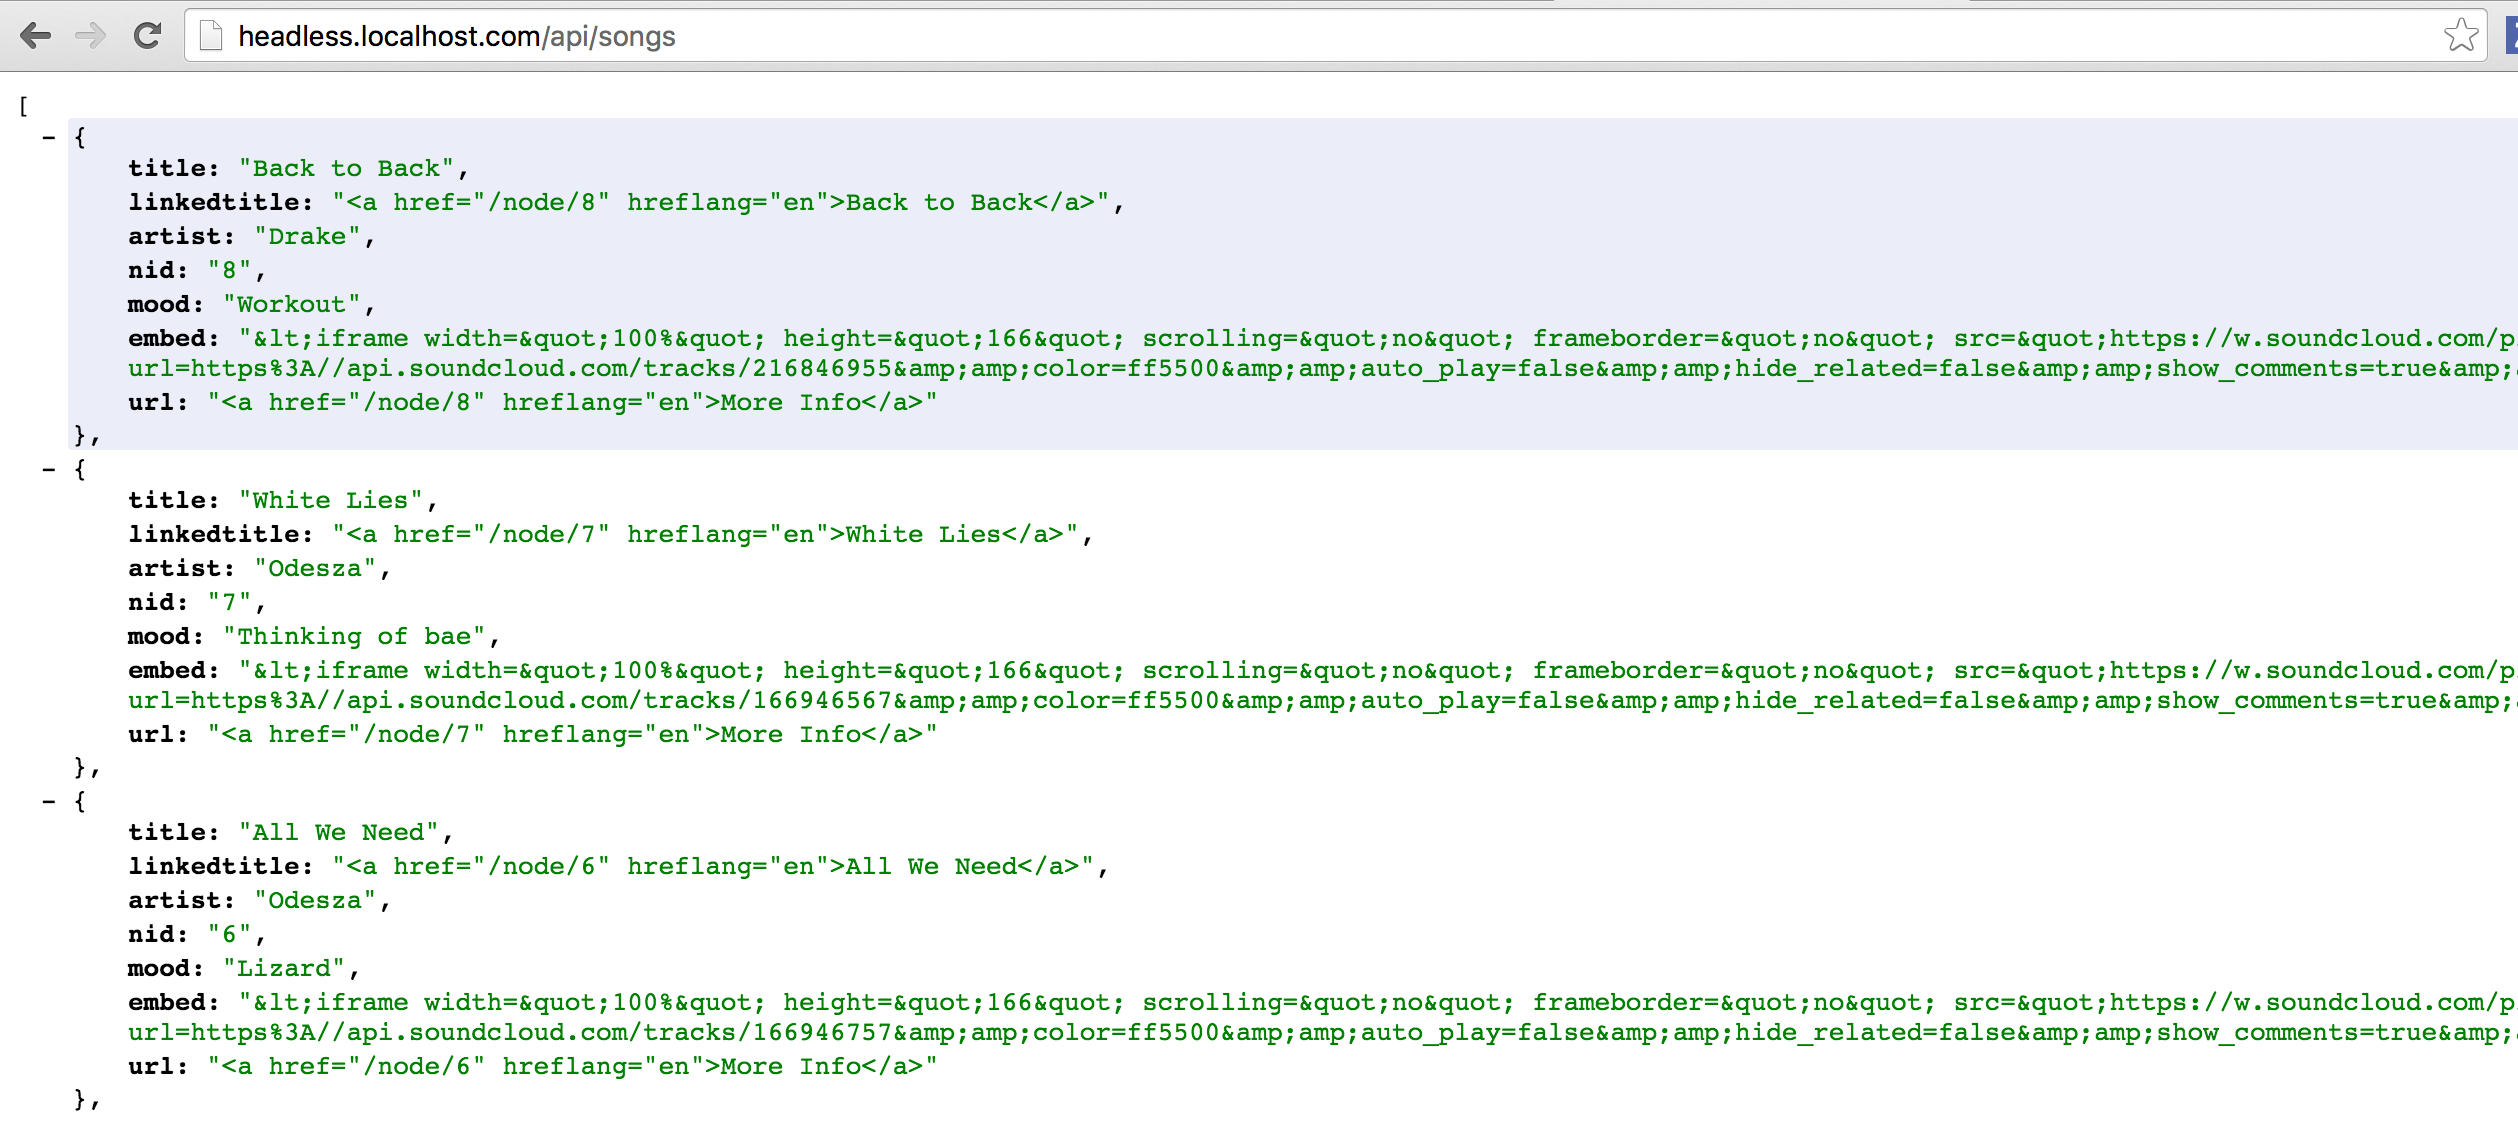 headless.localhost.com/api/songs
[
- {
title: "Back to Back",
linkedtitle: "<a href="/node/8" hreflang="en">Back to Back</a>",
artist: "Drake",
nid: "8",
mood: "Workout",
embed: "&lt;iframe width=&quot;100%&quot; height=&quot;166&quot; scrolling=&quot;no&quot; frameborder=&quot;no&quot; src=&quot;https://w.soundcloud.com/p
url=https%3A//api.soundcloud.com/tracks/216846955&amp;amp;color=ff5500&amp;amp;auto_play=false&amp;amp;hide_related=false&amp;amp;show_comments=true&amp;
url: "<a href="/node/8" hreflang="en">More Info</a>"
},
- {
title: "White Lies",
linkedtitle: "<a href="/node/7" hreflang="en">White Lies</a>",
artist: "Odesza",
nid: "7",
mood: "Thinking of bae",
embed: "&lt;iframe width=&quot;100%&quot; height=&quot;166&quot; scrolling=&quot;no&quot; frameborder=&quot;no&quot; src=&quot;https://w.soundcloud.com/p
url=https%3A//api.soundcloud.com/tracks/166946567&amp;amp;color=ff5500&amp;amp;auto_play=false&amp;amp;hide_related=false&amp;amp;show_comments=true&amp;
url: "<a href="/node/7" hreflang="en">More Info</a>"
},
- {
title: "All We Need",
linkedtitle: "<a href="/node/6" hreflang="en">All We Need</a>",
artist: "Odesza",
nid: "6",
mood: "Lizard",
embed: "&lt;iframe width=&quot;100%&quot; height=&quot;166&quot; scrolling=&quot;no&quot; frameborder=&quot;no&quot; src=&quot;https://w.soundcloud.com/p
url=https%3A//api.soundcloud.com/tracks/166946757&amp;amp;color=ff5500&amp;amp;auto_play=false&amp;amp;hide_related=false&amp;amp;show_comments=true&amp;
url: "<a href="/node/6" hreflang="en">More Info</a>"
},